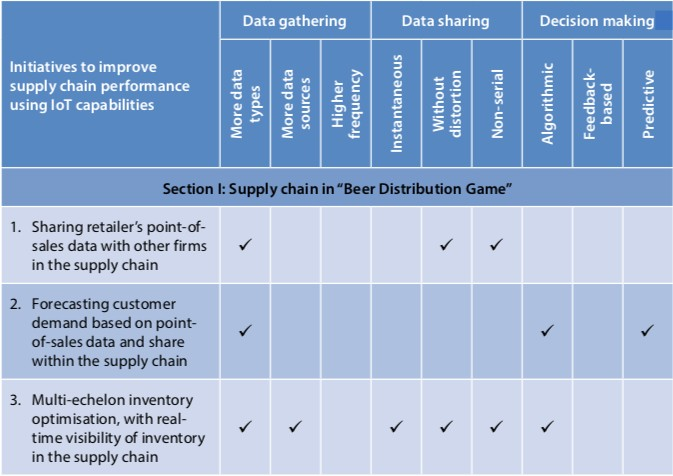 Data gathering Data sharing Decision making
Initiatives to improve
supply chain performance
using IoT capabilities
More data
types
More data
sources
Higher
frequency
Instantaneous
Without
distortion
Non-serial
Algorithmic
Feedback-
based
Predictive
Section I: Supply chain in “Beer Distribution Game”
1. Sharing retailer’s point-of-
sales data with other firms
in the supply chain
✓ ✓ ✓
2. Forecasting customer
demand based on point-
of-sales data and share
within the supply chain
✓ ✓ ✓
3. Multi-echelon inventory
optimisation, with real-
time visibility of inventory
in the supply chain
✓ ✓ ✓ ✓ ✓ ✓